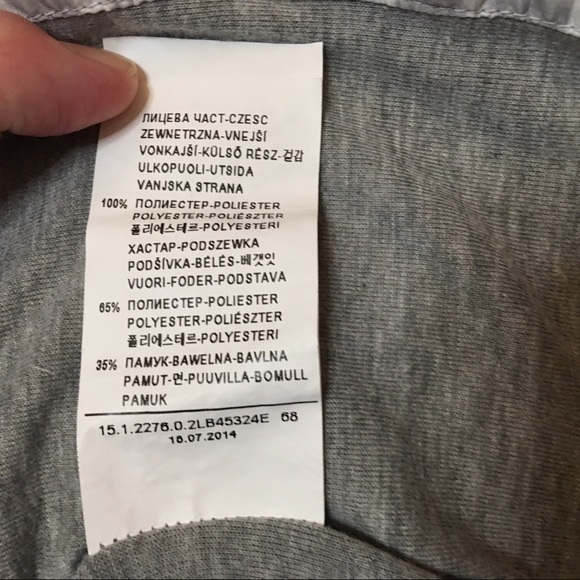 ЛИЦЕВА ЧАСТ-CZESC
ZEWNETRZNA-VNEJŠÍ
VONKAJŠÍ-KÜLSŐ RÉSZ-겉감
ULKOPUOLI-UTSIDA
VANJSKA STRANA
100% ПОЛИЕСТЕР-POLIESTER
POLYESTER-POLIÉSZTER
폴리에스테르-POLYESTERI
ХАСТАР-PODSZEWKA
PODŠÍVKA-BÉLÉS-베갯잇
VUORI-FODER-PODSTAVA
65% ПОЛИЕСТЕР-POLIESTER
POLYESTER-POLIÉSZTER
폴리에스테르-POLYESTERI
35% ПАМУК-BAWELNA-BAVLNA
PAMUT-면-PUUVILLA-BOMULL
PAMUK
15.1.2276.0.2LB45324E 68
16.07.2014